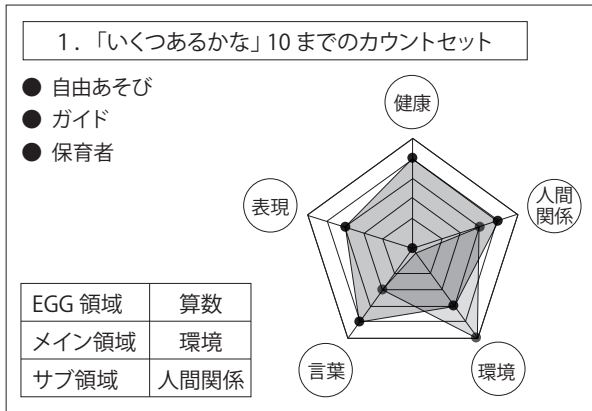 1.「いくつあるかな」10 までのカウントセット
● 自由あそび
● ガイド
● 保育者
健康
人間
関係
表現
言葉
環境
EGG 領域 算数
メイン領域 環境
サブ領域 人間関係